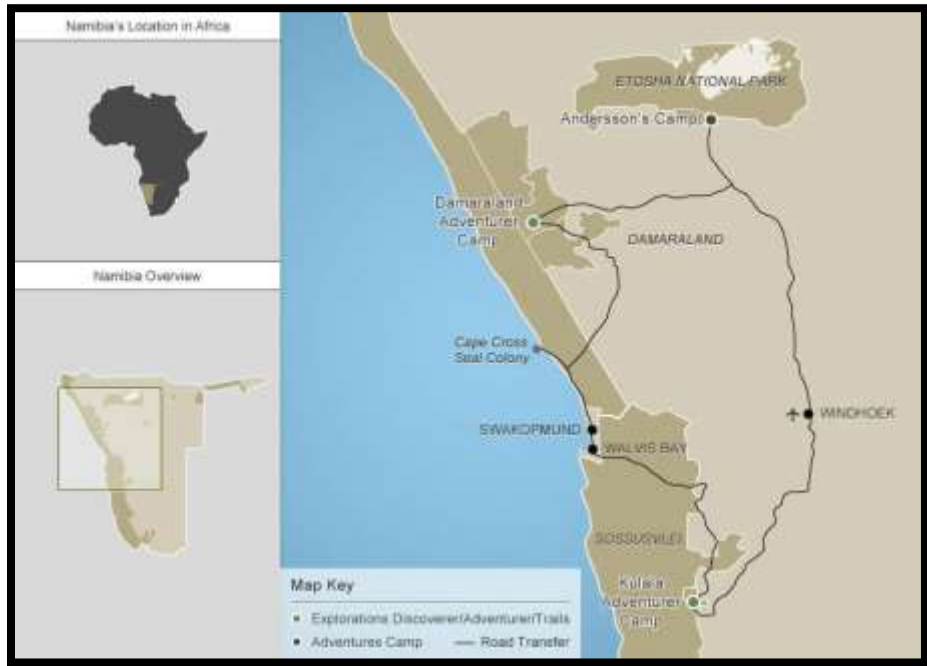 Namibia's Location in Africa
Namibia Overview
ETOSHA NATIONAL PARK
Andersson's Camp
Damaraland
Adventurer
Camp
DAMARALAND
Cape Cross
Seal Colony
SWAKOPMUND
WINDHOEK
WALVIS BAY
SOSSUSVLEI
Kulala
Adventurer
Camp
Map Key
Explorations Discoverer/Adventurer/Trails
Adventures Camp
Road Transfer